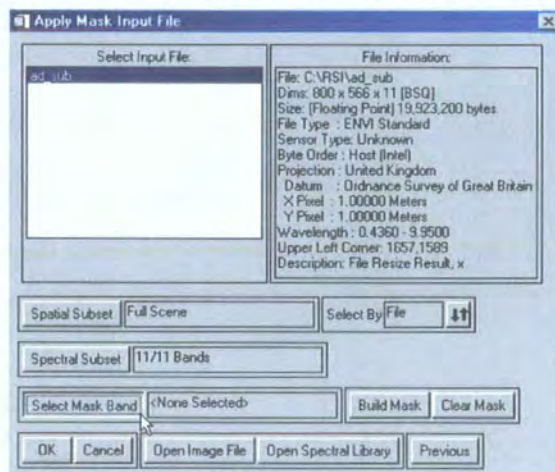 Apply Mask Input File
Select Input File:
ad_sub
File Information:
File: C:\RSI\ad_sub
Dims: 800 x 566 x 11 [BSQ]
Size: [Floating Point] 19,923,200 bytes
File Type : ENVI Standard
Sensor Type: Unknown
Byte Order : Host (Intel)
Projection : United Kingdom
Datum : Ordnance Survey of Great Britain
X Pixel : 1.00000 Meters
Y Pixel : 1.00000 Meters
Wavelength : 0.4360 - 9.9500
Upper Left Corner: 1657,1589
Description: File Resize Result, x
Spatial Subset Full Scene Select By File
Spectral Subset 11/11 Bands
Select Mask Band <None Selected> Build Mask Clear Mask
OK Cancel Open Image File Open Spectral Library Previous